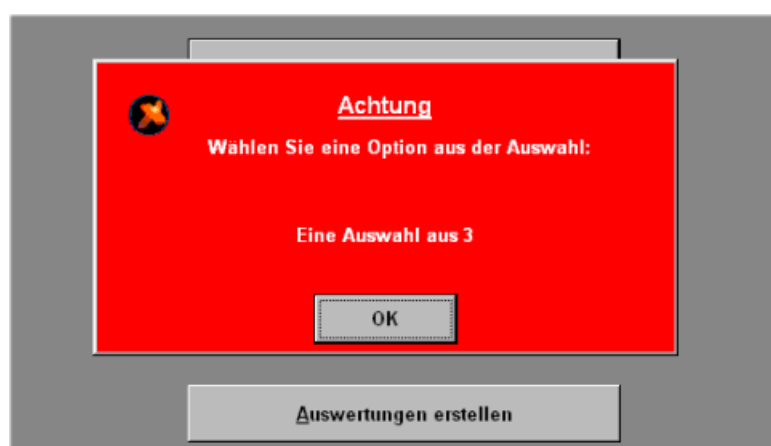 Achtung
Wählen Sie eine Option aus der Auswahl:
Eine Auswahl aus 3
OK
Auswertungen erstellen